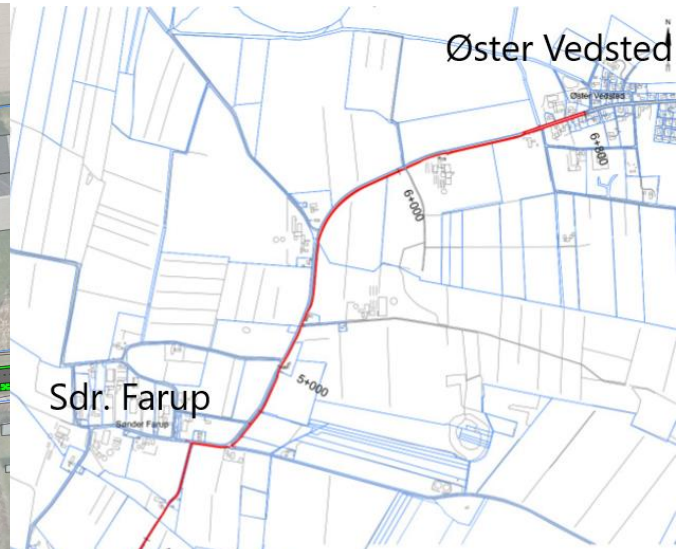 Øster Vedsted
N
Øster Vedsted
6+800
6+000
5+000
Sdr. Farup
Sønder Farup